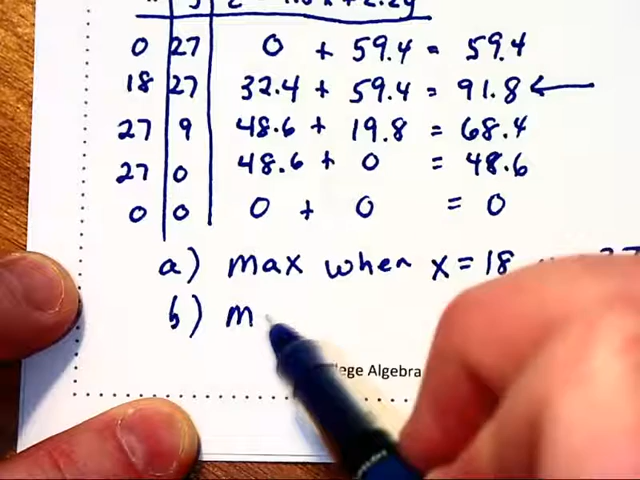 0 27 0 + 59.4 = 59.4
18 27 32.4 + 59.4 = 91.8 ←
27 9 48.6 + 19.8 = 68.4
27 0 48.6 + 0 = 48.6
0 0 0 + 0 = 0
a) max when x = 18
b) m
Algebra